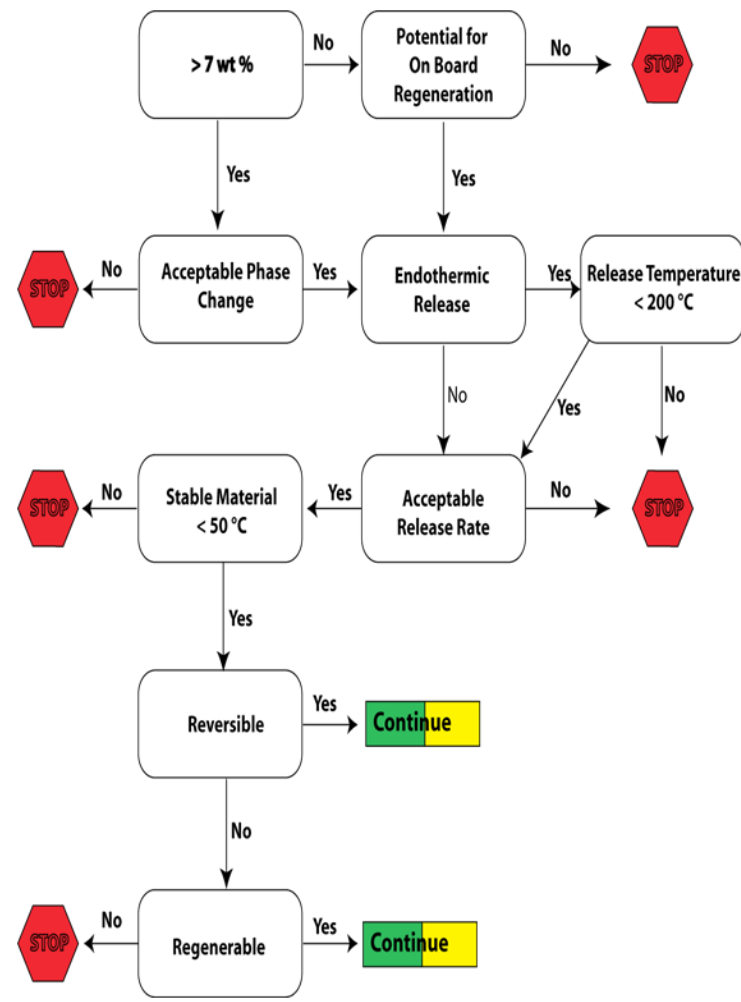 > 7 wt %
No
Potential for
On Board
Regeneration
No
STOP
Yes
Yes
STOP
No
Acceptable Phase
Change
Yes
Endothermic
Release
Yes
Release Temperature
< 200 °C
No
Yes
No
STOP
No
Stable Material
< 50 °C
Yes
Acceptable
Release Rate
No
STOP
Yes
Reversible
Yes
Continue
No
STOP
No
Regenerable
Yes
Continue